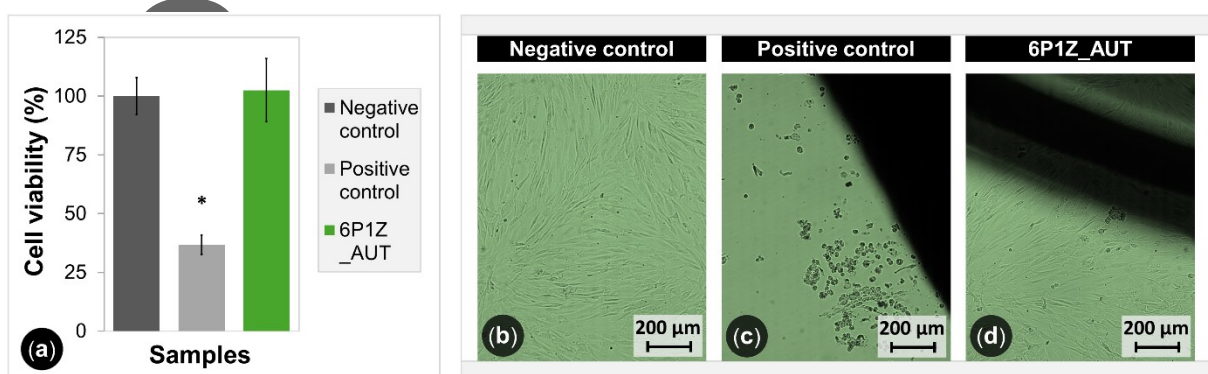 125
100
75
50
25
0
Cell viability (%)
*
Samples
(a)
Negative
control
Positive
control
6P1Z
_AUT
Negative control
Positive control
6P1Z_AUT
(b)
200 µm
(c)
200 µm
(d)
200 µm